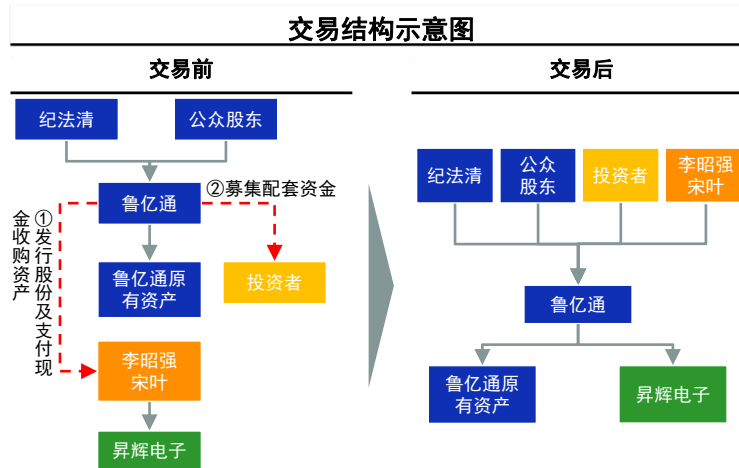 交易结构示意图
交易前
纪法清
公众股东
鲁亿通
②募集配套资金
①发行股份及支付现
金收购资产
鲁亿通原
有资产
投资者
李昭强
宋叶
昇辉电子
交易后
纪法清
公众
股东
投资者
李昭强
宋叶
鲁亿通
鲁亿通原
有资产
昇辉电子